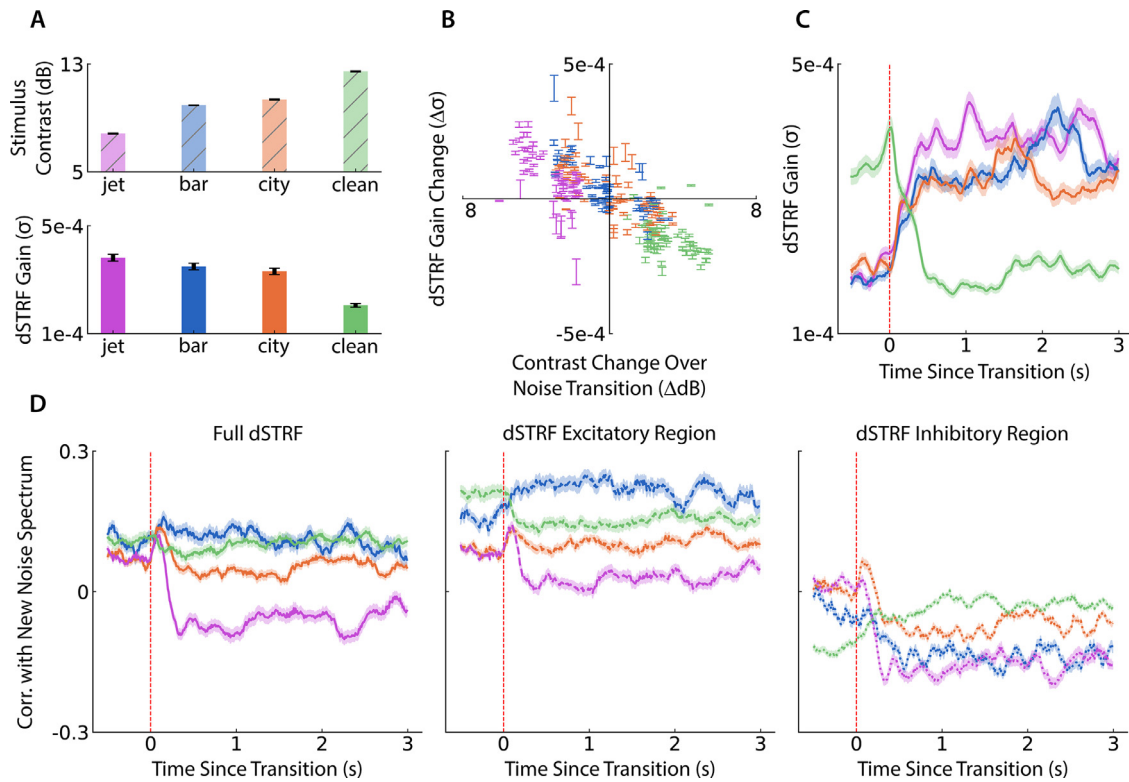 A
Stimulus
Contrast (dB)
13
5
jet bar city clean
dSTRF Gain (σ)
5e-4
1e-4
jet bar city clean
B
dSTRF Gain Change (Δσ)
5e-4
8 8
-5e-4
Contrast Change Over
Noise Transition (ΔdB)
C
dSTRF Gain (σ)
5e-4
1e-4
0 1 2 3
Time Since Transition (s)
D
Corr. with New Noise Spectrum
Full dSTRF
0.3
0
-0.3
0 1 2 3
Time Since Transition (s)
dSTRF Excitatory Region
0 1 2 3
Time Since Transition (s)
dSTRF Inhibitory Region
0 1 2 3
Time Since Transition (s)